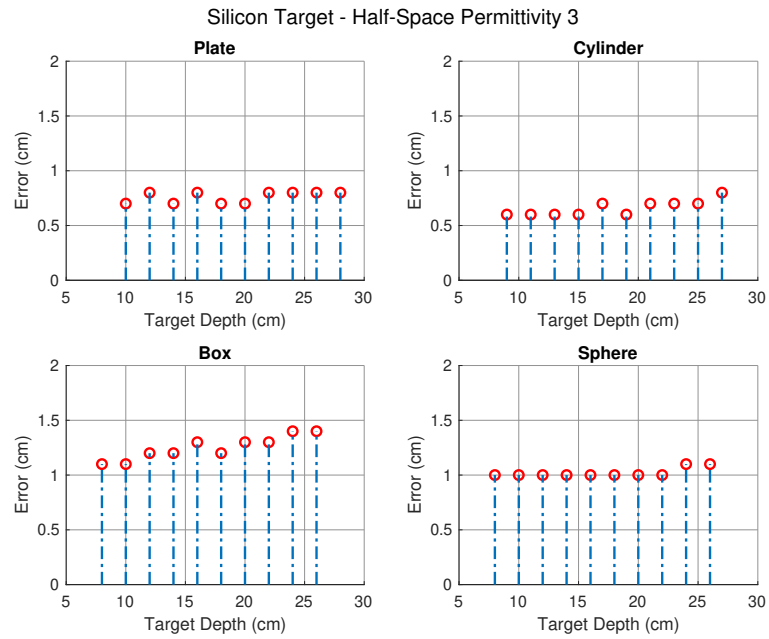 Silicon Target - Half-Space Permittivity 3
Plate
2
1.5
1
0.5
0
Error (cm)
5 10 15 20 25 30
Target Depth (cm)
Cylinder
2
1.5
1
0.5
0
Error (cm)
5 10 15 20 25 30
Target Depth (cm)
Box
2
1.5
1
0.5
0
Error (cm)
5 10 15 20 25 30
Target Depth (cm)
Sphere
2
1.5
1
0.5
0
Error (cm)
5 10 15 20 25 30
Target Depth (cm)